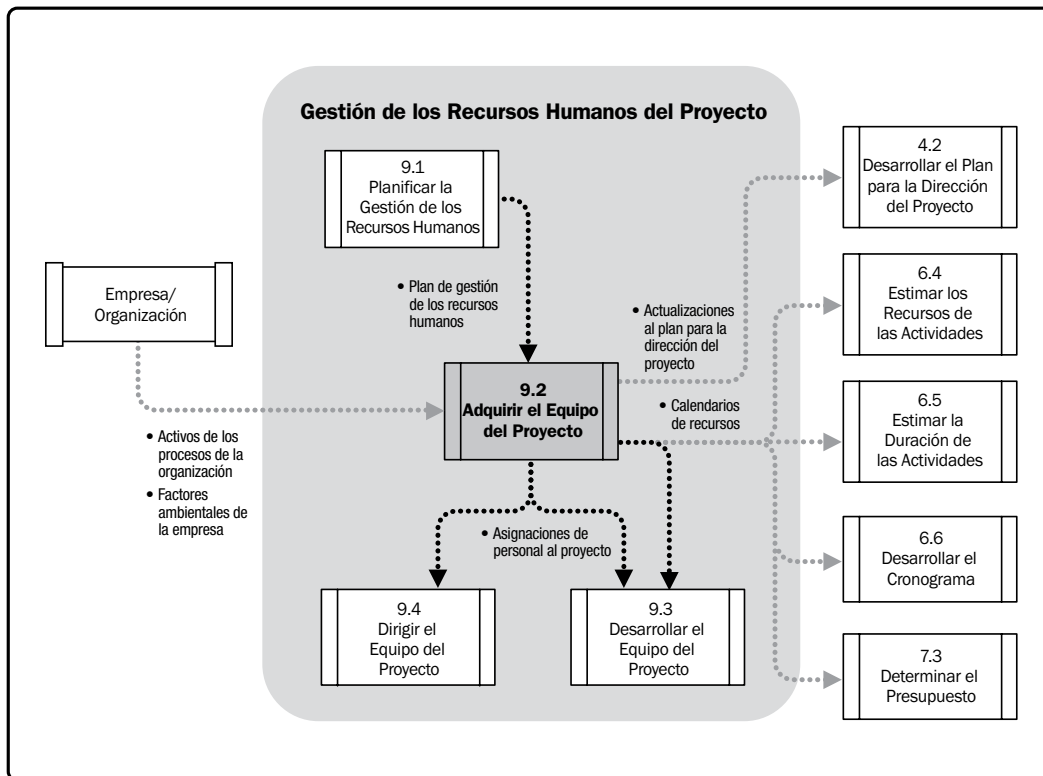 Gestión de los Recursos Humanos del Proyecto
9.1
Planificar la
Gestión de los
Recursos Humanos
4.2
Desarrollar el Plan
para la Dirección
del Proyecto
Empresa/
Organización
• Plan de gestión
de los recursos
humanos
• Actualizaciones
al plan para la
dirección del
proyecto
6.4
Estimar los
Recursos de
las Actividades
9.2
Adquirir el Equipo
del Proyecto
• Calendarios
de recursos
6.5
Estimar la
Duración de
las Actividades
• Activos de los
procesos de la
organización
• Factores
ambientales de
la empresa
• Asignaciones de
personal al proyecto
6.6
Desarrollar el
Cronograma
9.4
Dirigir el
Equipo del
Proyecto
9.3
Desarrollar el
Equipo del
Proyecto
7.3
Determinar el
Presupuesto